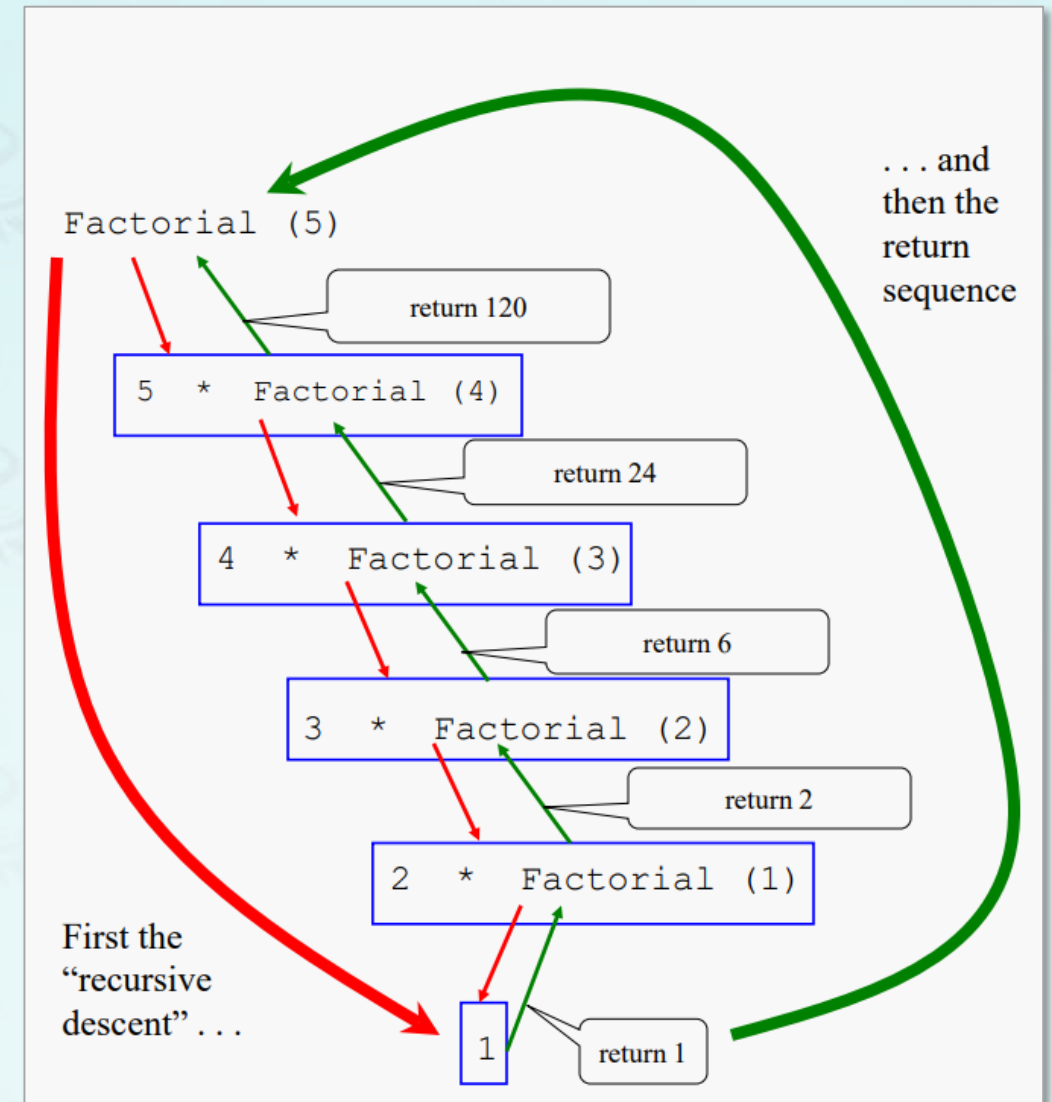 . . . and
then the
return
sequence
Factorial (5)
return 120
5 * Factorial (4)
return 24
4 * Factorial (3)
return 6
3 * Factorial (2)
return 2
2 * Factorial (1)
First the
“recursive
descent” . . .
1
return 1